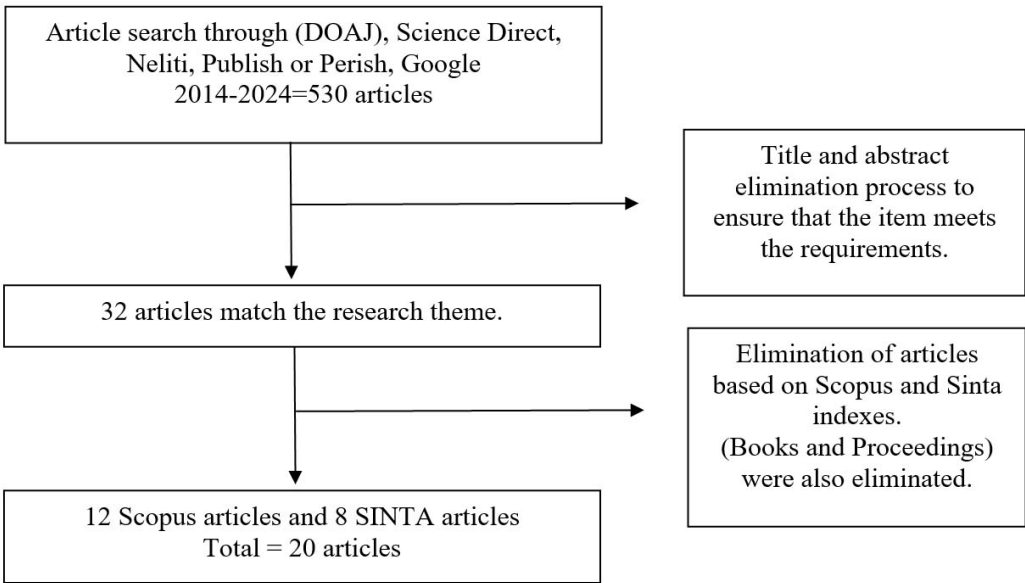 Article search through (DOAJ), Science Direct,
Neliti, Publish or Perish, Google
2014-2024=530 articles
Title and abstract
elimination process to
ensure that the item meets
the requirements.
32 articles match the research theme.
Elimination of articles
based on Scopus and Sinta
indexes.
(Books and Proceedings)
were also eliminated.
12 Scopus articles and 8 SINTA articles
Total = 20 articles